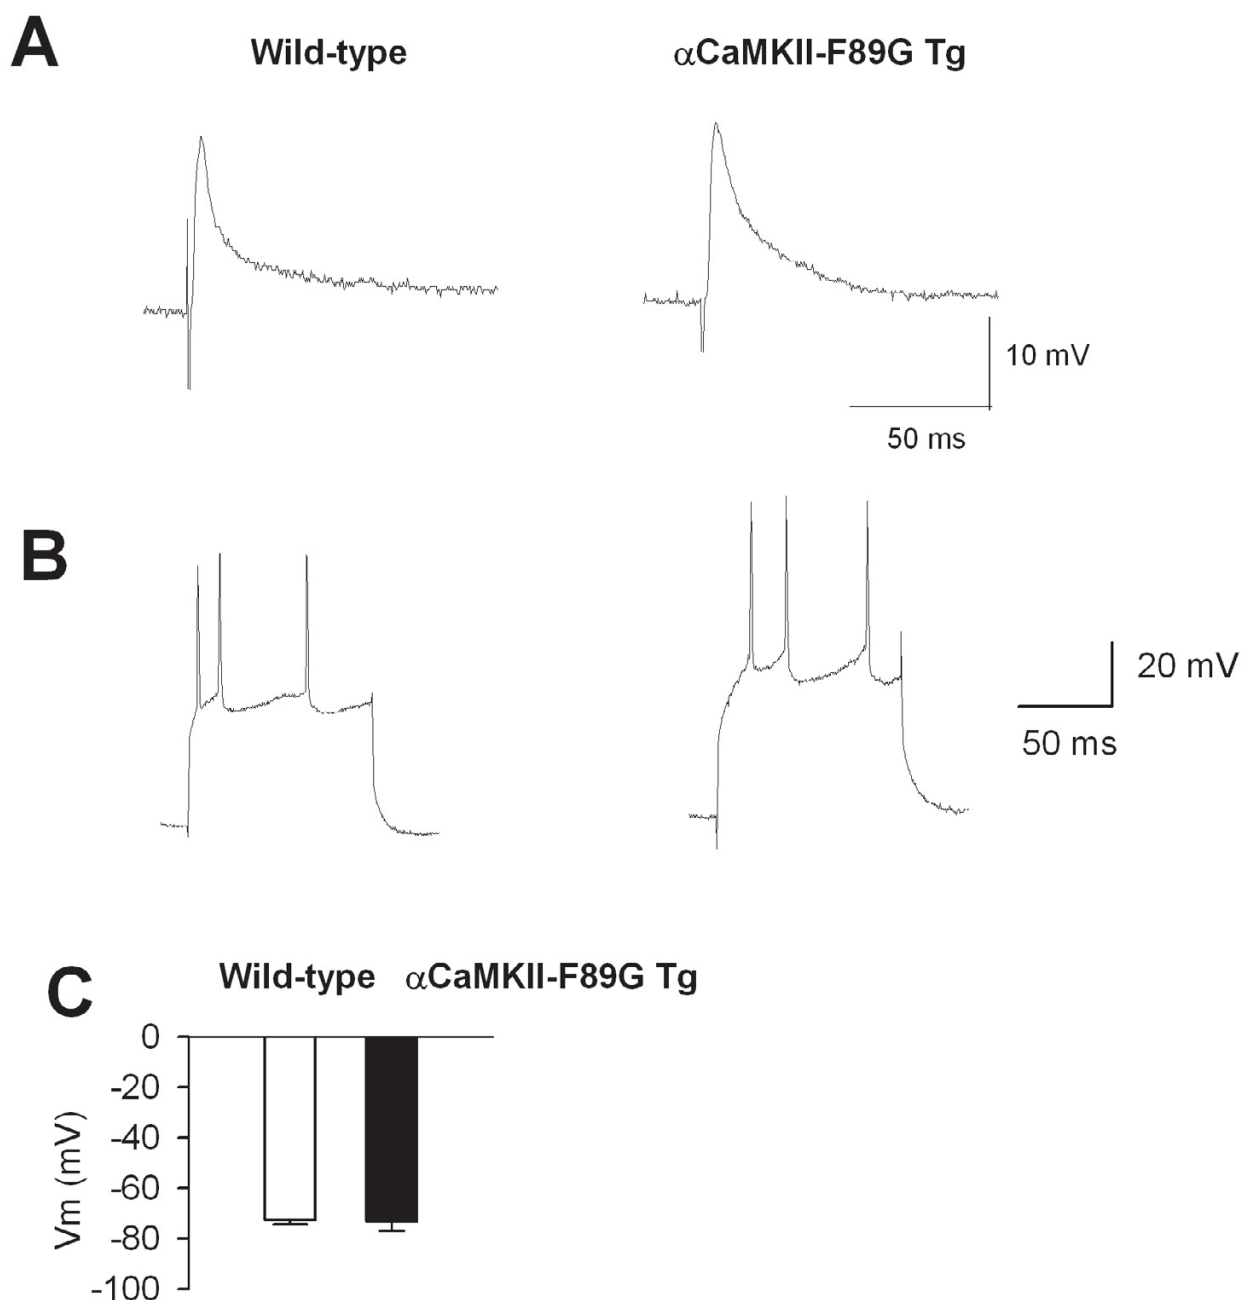 A
Wild-type αCaMKII-F89G Tg
10 mV
50 ms
B
20 mV
50 ms
C
Wild-type αCaMKII-F89G Tg
0
-20
-40
-60
-80
-100
Vm (mV)